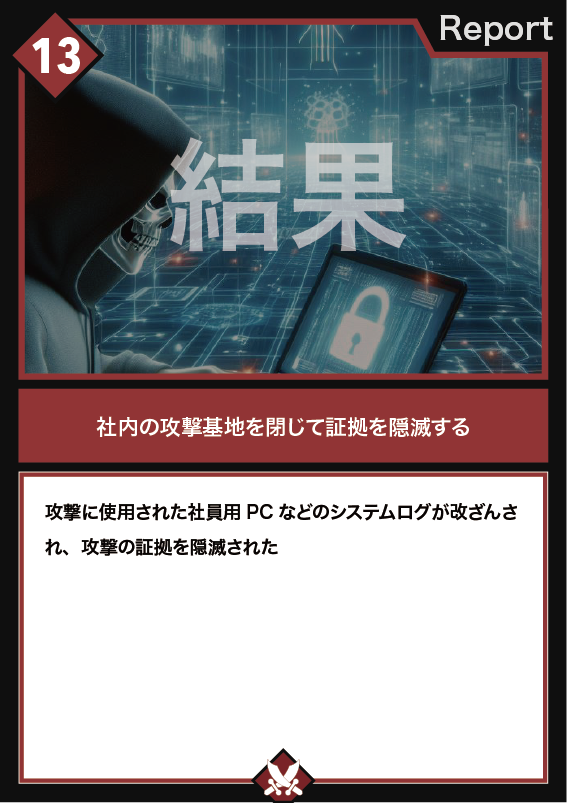 Report
13
結果
社内の攻撃基地を閉じて証拠を隠滅する
攻撃に使用された社員用 PC などのシステムログが改ざんさ
れ、攻撃の証拠を隠滅された